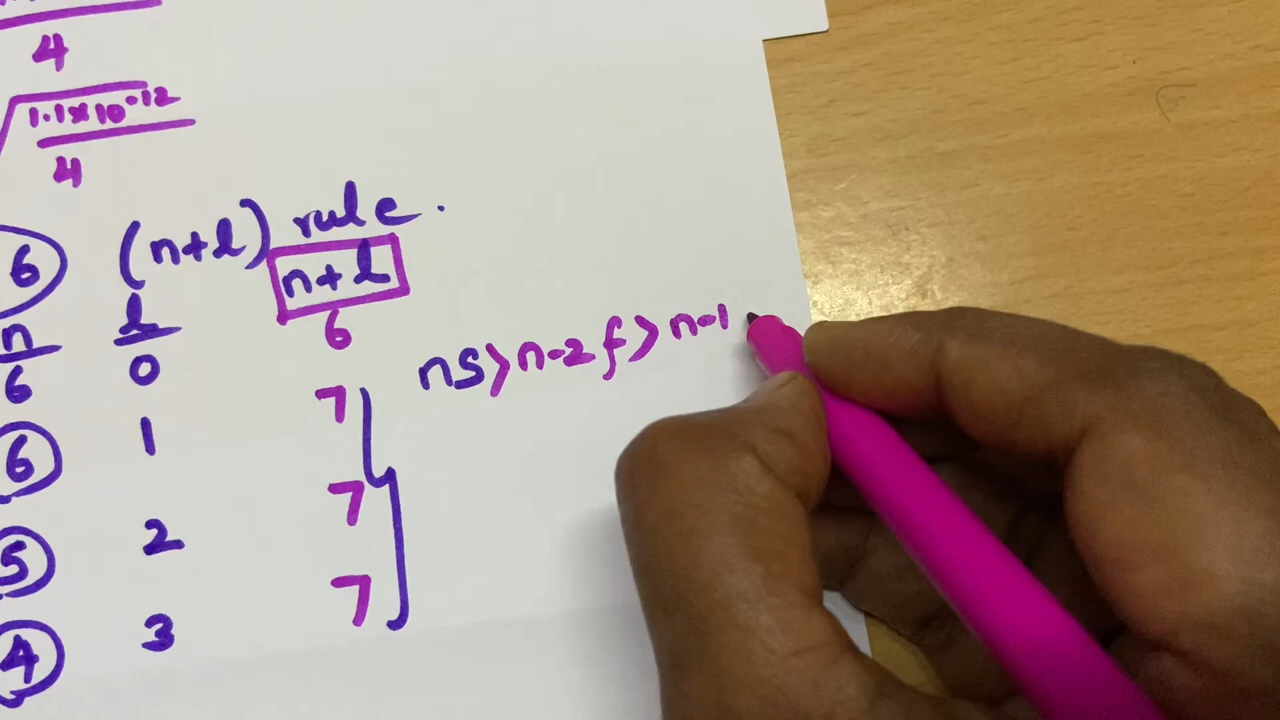 4
√1.1×10⁻¹²
4
6 (n+l) rule.
n l n+l
6 0 6
ns>n-2f>n-1
6 1 7
5 2 7
4 3 7